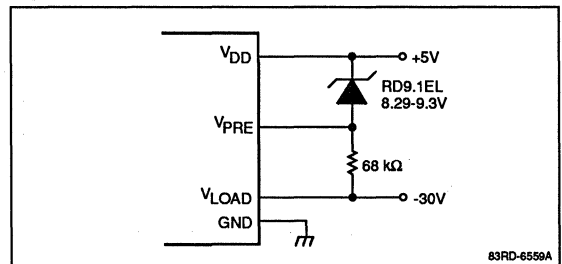 VDD
+5V
RD9.1EL
8.29-9.3V
VPRE
68 kΩ
VLOAD
-30V
GND
83RD-6559A